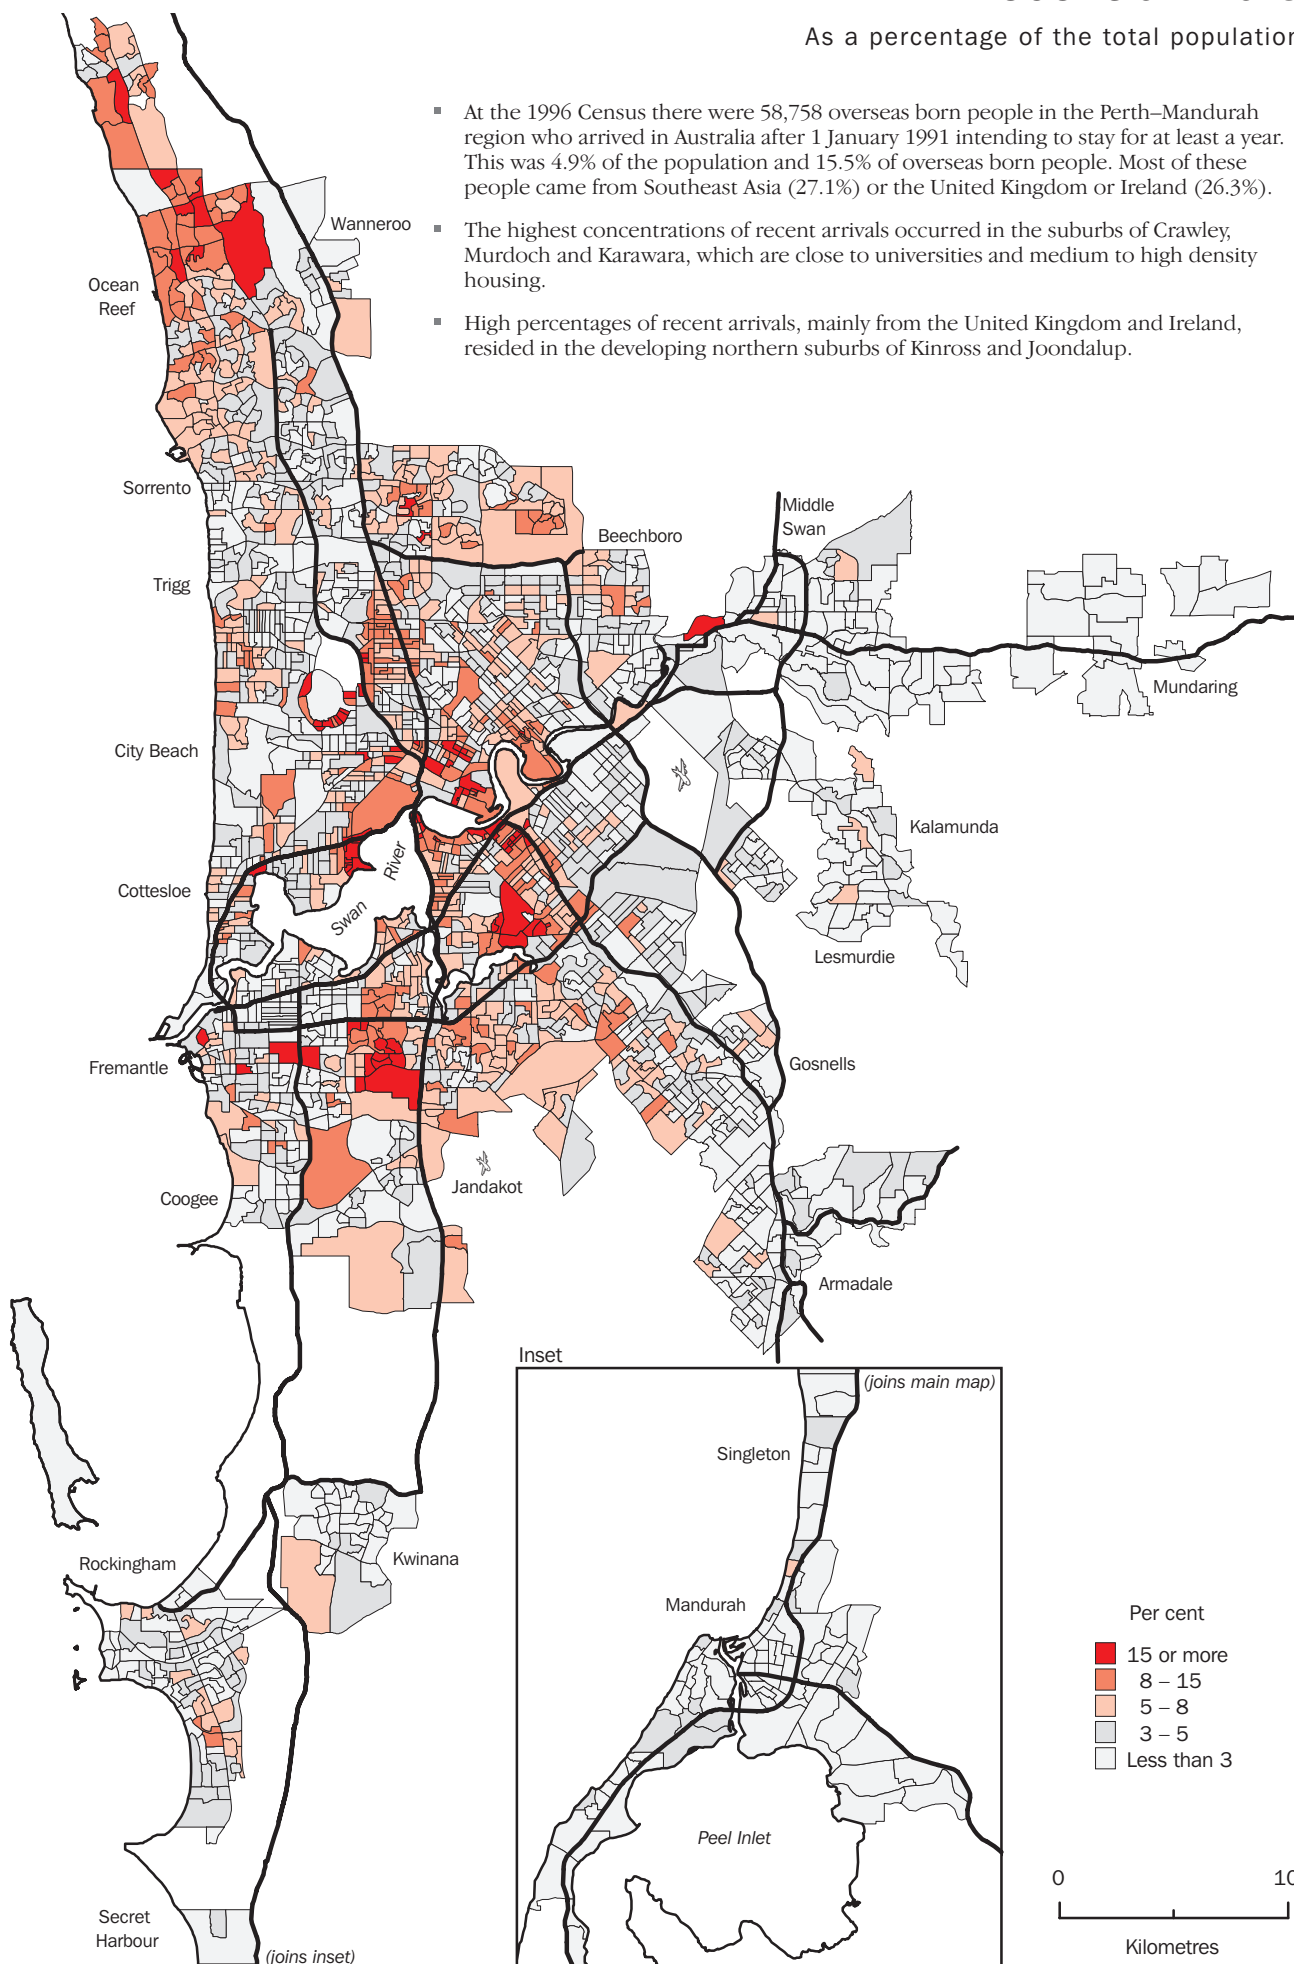 As a percentage of the total population
▪ At the 1996 Census there were 58,758 overseas born people in the Perth–Mandurah
region who arrived in Australia after 1 January 1991 intending to stay for at least a year.
This was 4.9% of the population and 15.5% of overseas born people. Most of these
people came from Southeast Asia (27.1%) or the United Kingdom or Ireland (26.3%).
▪ The highest concentrations of recent arrivals occurred in the suburbs of Crawley,
Murdoch and Karawara, which are close to universities and medium to high density
housing.
▪ High percentages of recent arrivals, mainly from the United Kingdom and Ireland,
resided in the developing northern suburbs of Kinross and Joondalup.
Wanneroo
Ocean
Reef
Sorrento
Middle
Swan
Beechboro
Trigg
Mundaring
City Beach
Kalamunda
River
Cottesloe
Swan
Lesmurdie
Fremantle
Gosnells
Jandakot
Coogee
Armadale
Inset
(joins main map)
Singleton
Rockingham
Kwinana
Mandurah
Per cent
15 or more
8 – 15
5 – 8
3 – 5
Less than 3
Peel Inlet
0 10
Secret
Harbour
Kilometres
(joins inset)